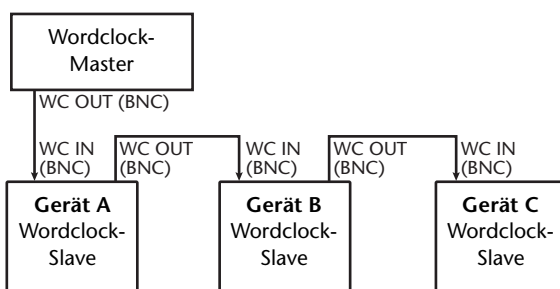 Wordclock-
Master
WC OUT (BNC)
WC IN
(BNC)
WC OUT
(BNC)
WC IN
(BNC)
WC OUT
(BNC)
WC IN
(BNC)
Gerät A
Wordclock-
Slave
Gerät B
Wordclock-
Slave
Gerät C
Wordclock-
Slave